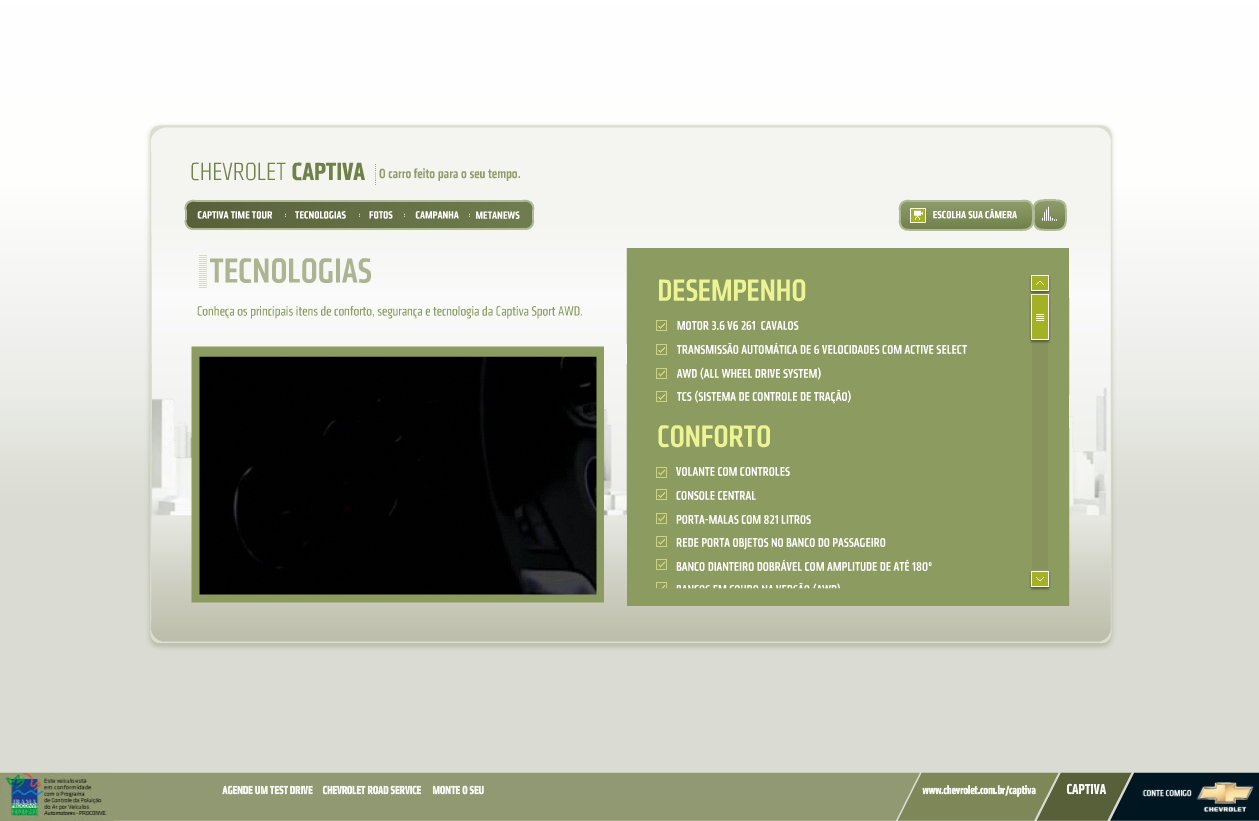 CHEVROLET CAPTIVA
O carro feito para o seu tempo.
CAPTIVA TIME TOUR
TECNOLOGIAS
FOTOS
CAMPANHA
METANEWS
ESCOLHA SUA CÂMERA
TECNOLOGIAS
Conheça os principais itens de conforto, segurança e tecnologia da Captiva Sport AWD.
DESEMPENHO
MOTOR 3.6 V6 261 CAVALOS
TRANSMISSÃO AUTOMÁTICA DE 6 VELOCIDADES COM ACTIVE SELECT
AWD (ALL WHEEL DRIVE SYSTEM)
TCS (SISTEMA DE CONTROLE DE TRAÇÃO)
CONFORTO
VOLANTE COM CONTROLES
CONSOLE CENTRAL
PORTA-MALAS COM 821 LITROS
REDE PORTA OBJETOS NO BANCO DO PASSAGEIRO
BANCO DIANTEIRO DOBRÁVEL COM AMPLITUDE DE ATÉ 180°
BANCOS EM COURO NA VERSÃO (AWD)
Este veículo está
em conformidade
com o Programa
de Controle da Poluição
do Ar por Veículos
Automotores - PROCONVE.
AGENDE UM TEST DRIVE
CHEVROLET ROAD SERVICE
MONTE O SEU
www.chevrolet.com.br/captiva
CAPTIVA
CONTE COMIGO
CHEVROLET